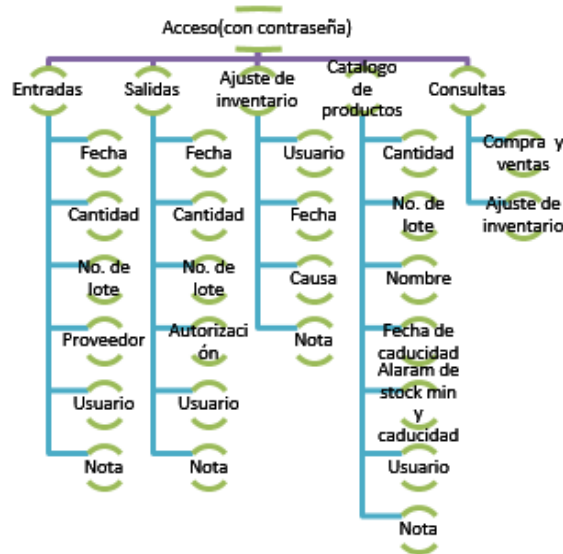 Acceso(con contraseña)
Entradas
Fecha
Cantidad
No. de
lote
Proveedor
Usuario
Nota
Salidas
Fecha
Cantidad
No. de
lote
Autorizaci
ón
Usuario
Nota
Ajuste de
inventario
Usuario
Fecha
Causa
Nota
Catalogo
de
productos
Cantidad
No. de
lote
Nombre
Fecha de
caducidad
Alaram de
stock min
y
caducidad
Usuario
Nota
Consultas
Compra y
ventas
Ajuste de
inventario